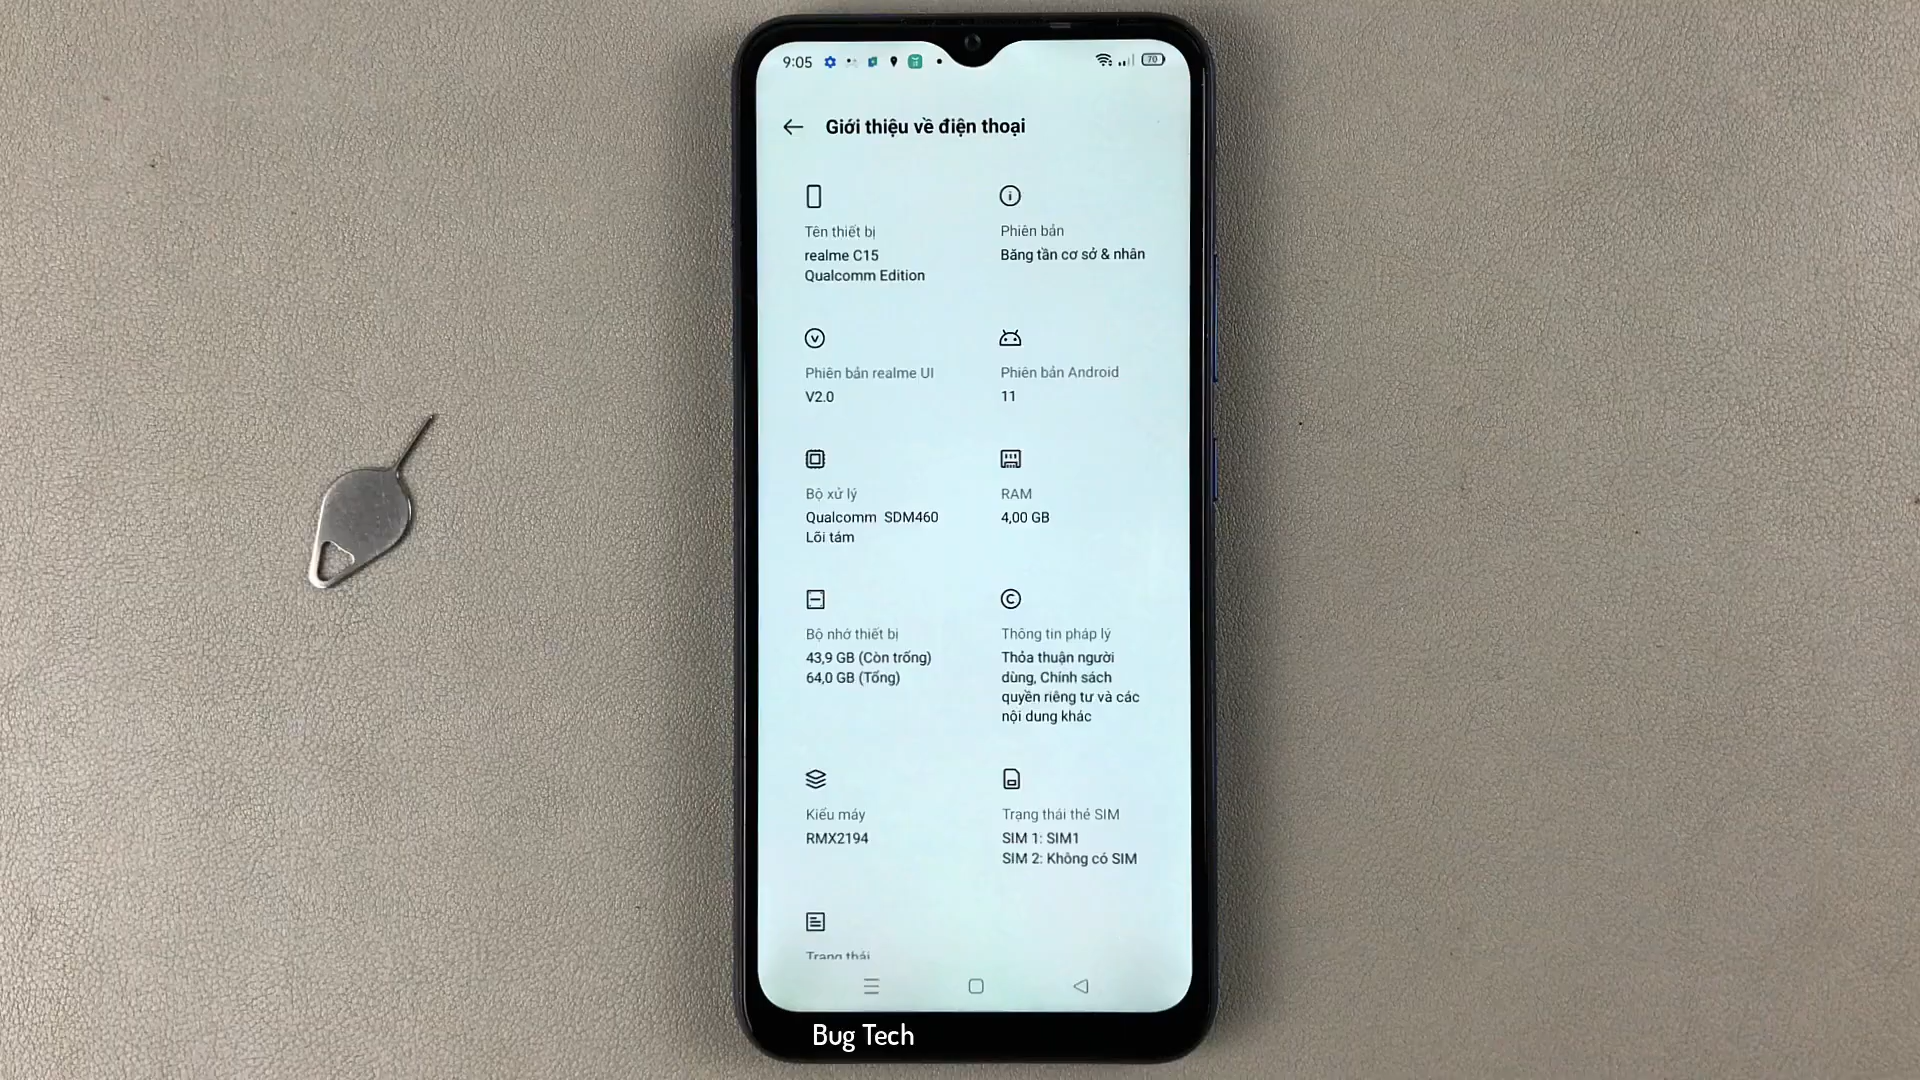 9:05
70
Giới thiệu về điện thoại
Tên thiết bị
realme C15
Qualcomm Edition
Phiên bản
Băng tần cơ sở & nhân
Phiên bản realme UI
V2.0
Phiên bản Android
11
Bộ xử lý
Qualcomm SDM460
Lõi tám
RAM
4,00 GB
Bộ nhớ thiết bị
43,9 GB (Còn trống)
64,0 GB (Tổng)
Thông tin pháp lý
Thỏa thuận người
dùng, Chính sách
quyền riêng tư và các
nội dung khác
Kiểu máy
RMX2194
Trạng thái thẻ SIM
SIM 1: SIM1
SIM 2: Không có SIM
Trạng thái
Bug Tech